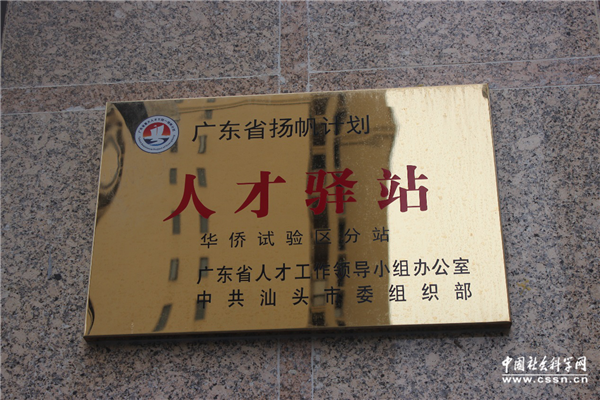 广东省扬帆计划
人才驿站
华侨试验区分站
广东省人才工作领导小组办公室
中共汕头市委组织部
中国社会科学网
www.cssn.cn